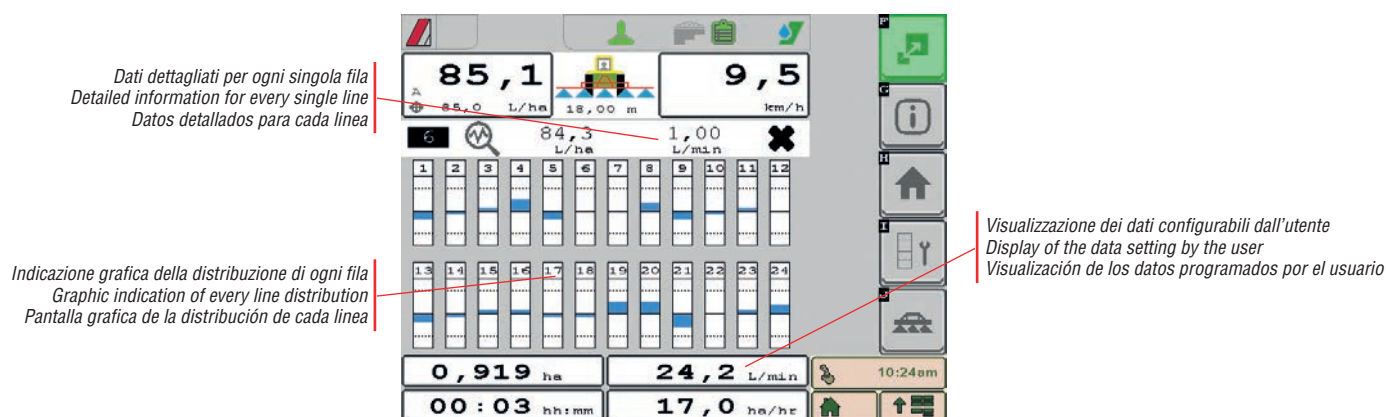 Dati dettagliati per ogni singola fila
Detailed information for every single line
Datos detallados para cada linea
Indicazione grafica della distribuzione di ogni fila
Graphic indication of every line distribution
Pantalla grafica de la distribución de cada linea
F
85,1
A
85,0 L/ha
18,00 m
9,5
km/h
G
6
84,3
L/ha
1,00
L/min
H
1 2 3 4 5 6 7 8 9 10 11 12
I
13 14 15 16 17 18 19 20 21 22 23 24
J
0,919 ha
24,2 L/min
10:24am
00:03 hh:mm
17,0 ha/hr
Visualizzazione dei dati configurabili dall’utente
Display of the data setting by the user
Visualización de los datos programados por el usuario